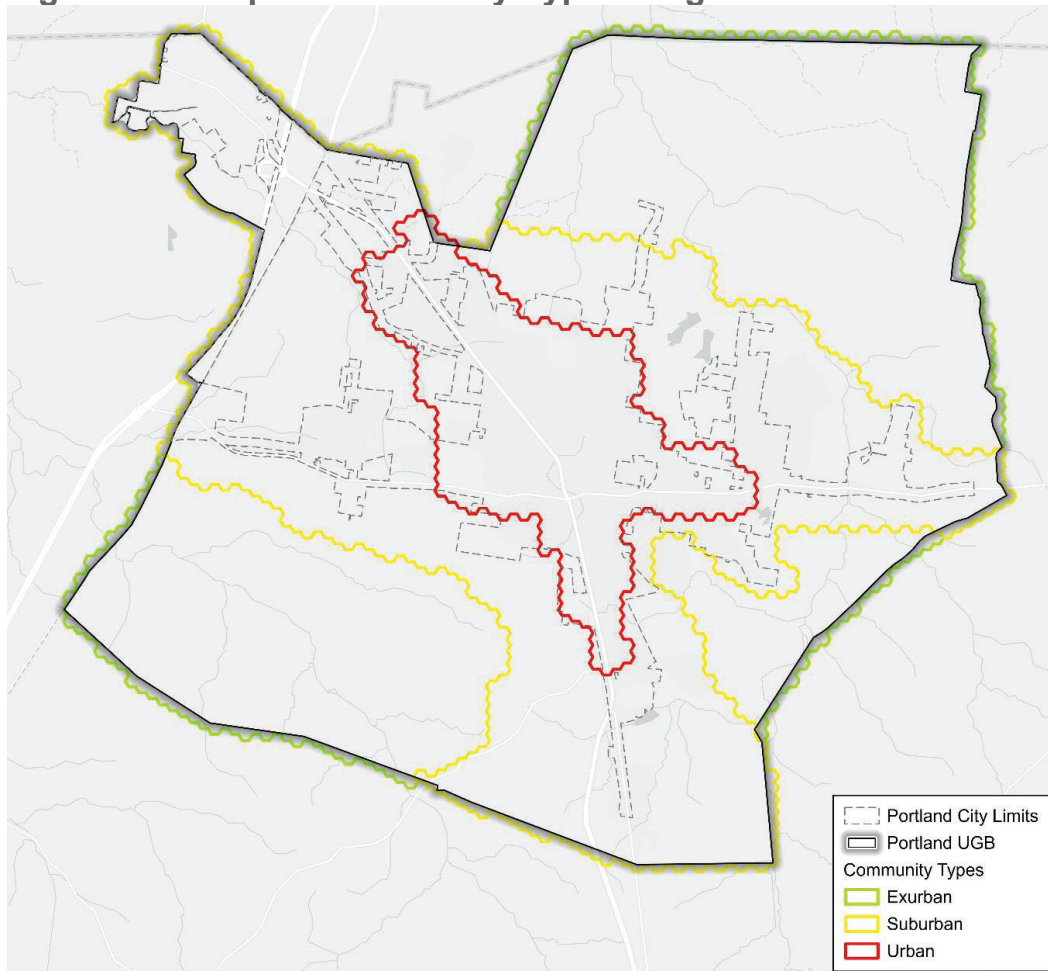 Portland City Limits
Portland UGB
Community Types
Exurban
Suburban
Urban